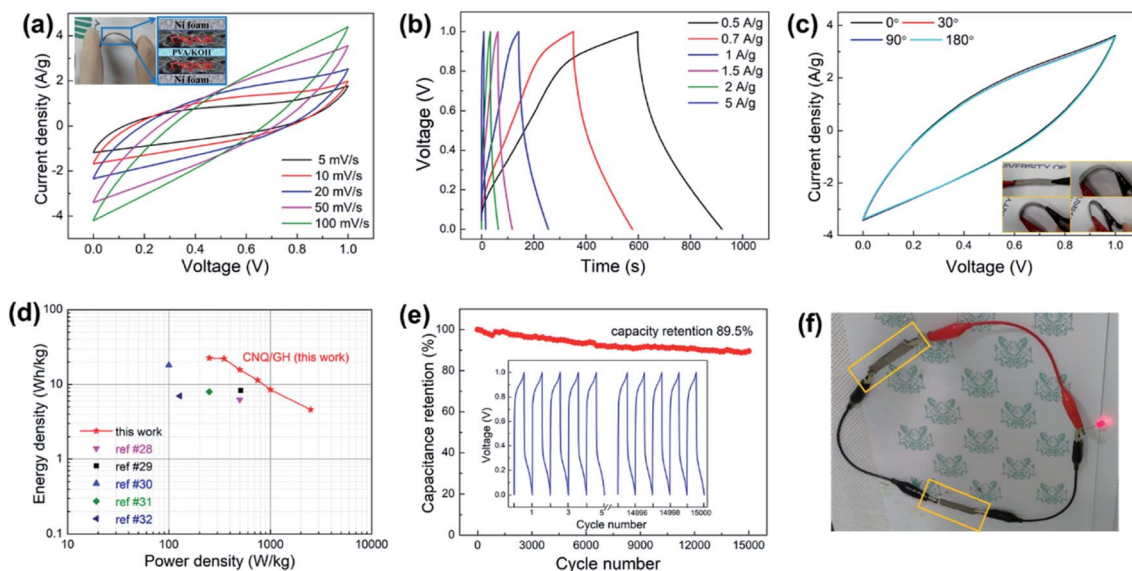 (a)
Ni foam
PVA/KOH
Ni foam
5 mV/s
10 mV/s
20 mV/s
50 mV/s
100 mV/s
Current density (A/g)
4
2
0
-2
-4
0.0 0.2 0.4 0.6 0.8 1.0
Voltage (V)
(b)
0.5 A/g
0.7 A/g
1 A/g
1.5 A/g
2 A/g
5 A/g
Voltage (V)
1.0
0.8
0.6
0.4
0.2
0.0
0 200 400 600 800 1000
Time (s)
(c)
0° 30°
90° 180°
Current density (A/g)
4
2
0
-2
-4
VERSITY OF
0.0 0.2 0.4 0.6 0.8 1.0
Voltage (V)
(d)
Energy density (Wh/kg)
100
10
1
0.1
CNQ/GH (this work)
this work
ref #28
ref #29
ref #30
ref #31
ref #32
10 100 1000 10000
Power density (W/kg)
(e)
Capacitance retention (%)
120
100
80
60
40
20
0
capacity retention 89.5%
Voltage (V)
1.0
0.8
0.6
0.4
0.2
0.0
1 3 5 14996 14998 15000
Cycle number
0 3000 6000 9000 12000 15000
Cycle number
(f)